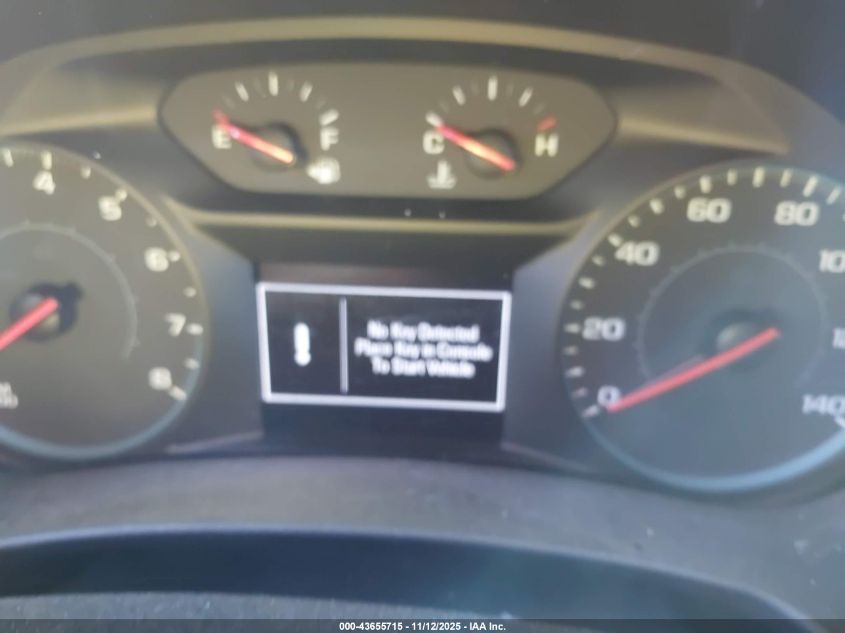 E F C H
4 5 6 7 8
No Key Detected
Place Key in Console
To Start Vehicle
0 20 40 60 80 140
000-43655715 - 11/12/2025 - IAA Inc.